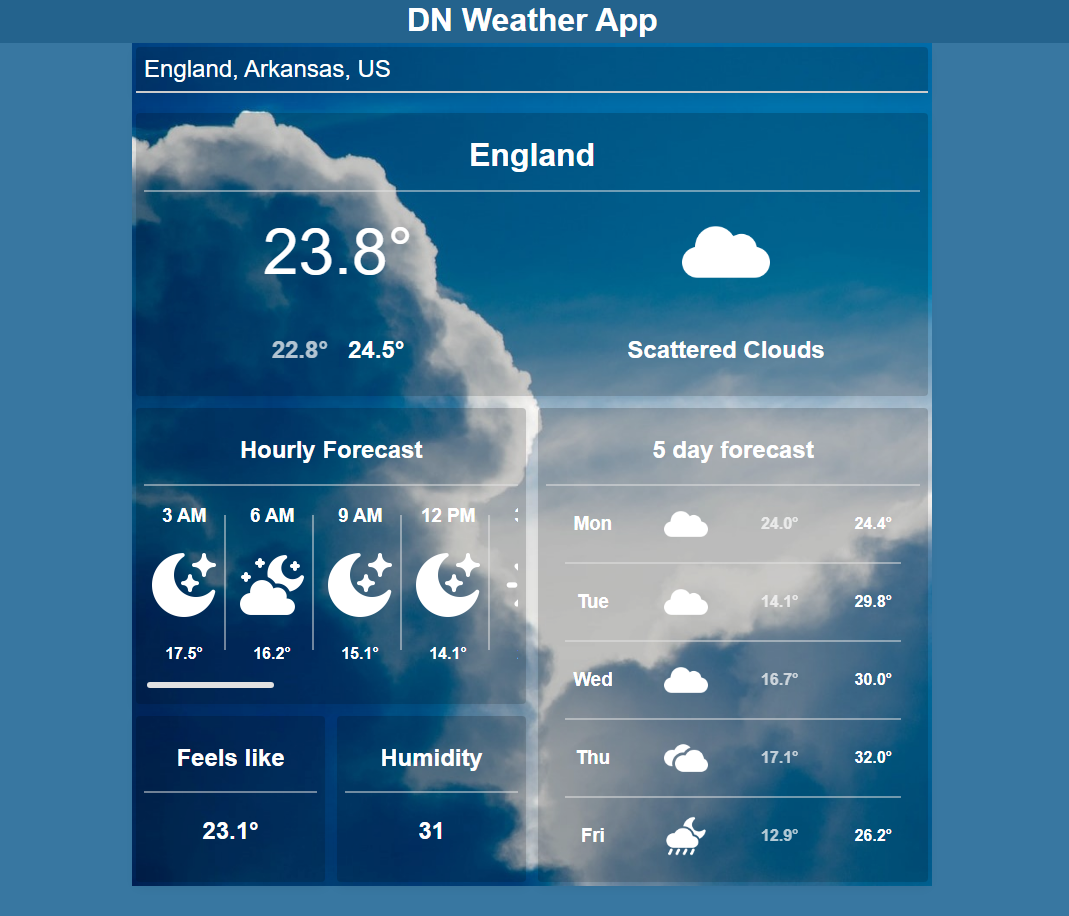 DN Weather App
England, Arkansas, US
England
23.8°
22.8° 24.5°
Scattered Clouds
Hourly Forecast
3 AM 6 AM 9 AM 12 PM
17.5° 16.2° 15.1° 14.1°
Feels like
23.1°
Humidity
31
5 day forecast
Mon 24.0° 24.4°
Tue 14.1° 29.8°
Wed 16.7° 30.0°
Thu 17.1° 32.0°
Fri 12.9° 26.2°